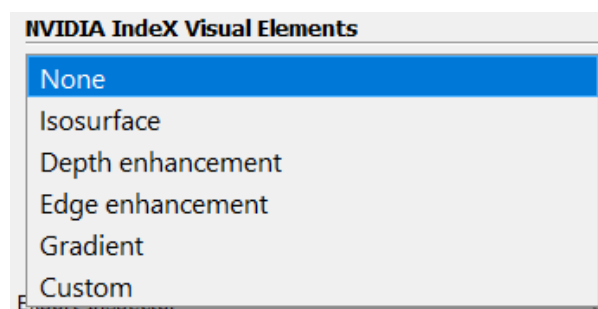 NVIDIA IndeX Visual Elements
None
Isosurface
Depth enhancement
Edge enhancement
Gradient
Custom